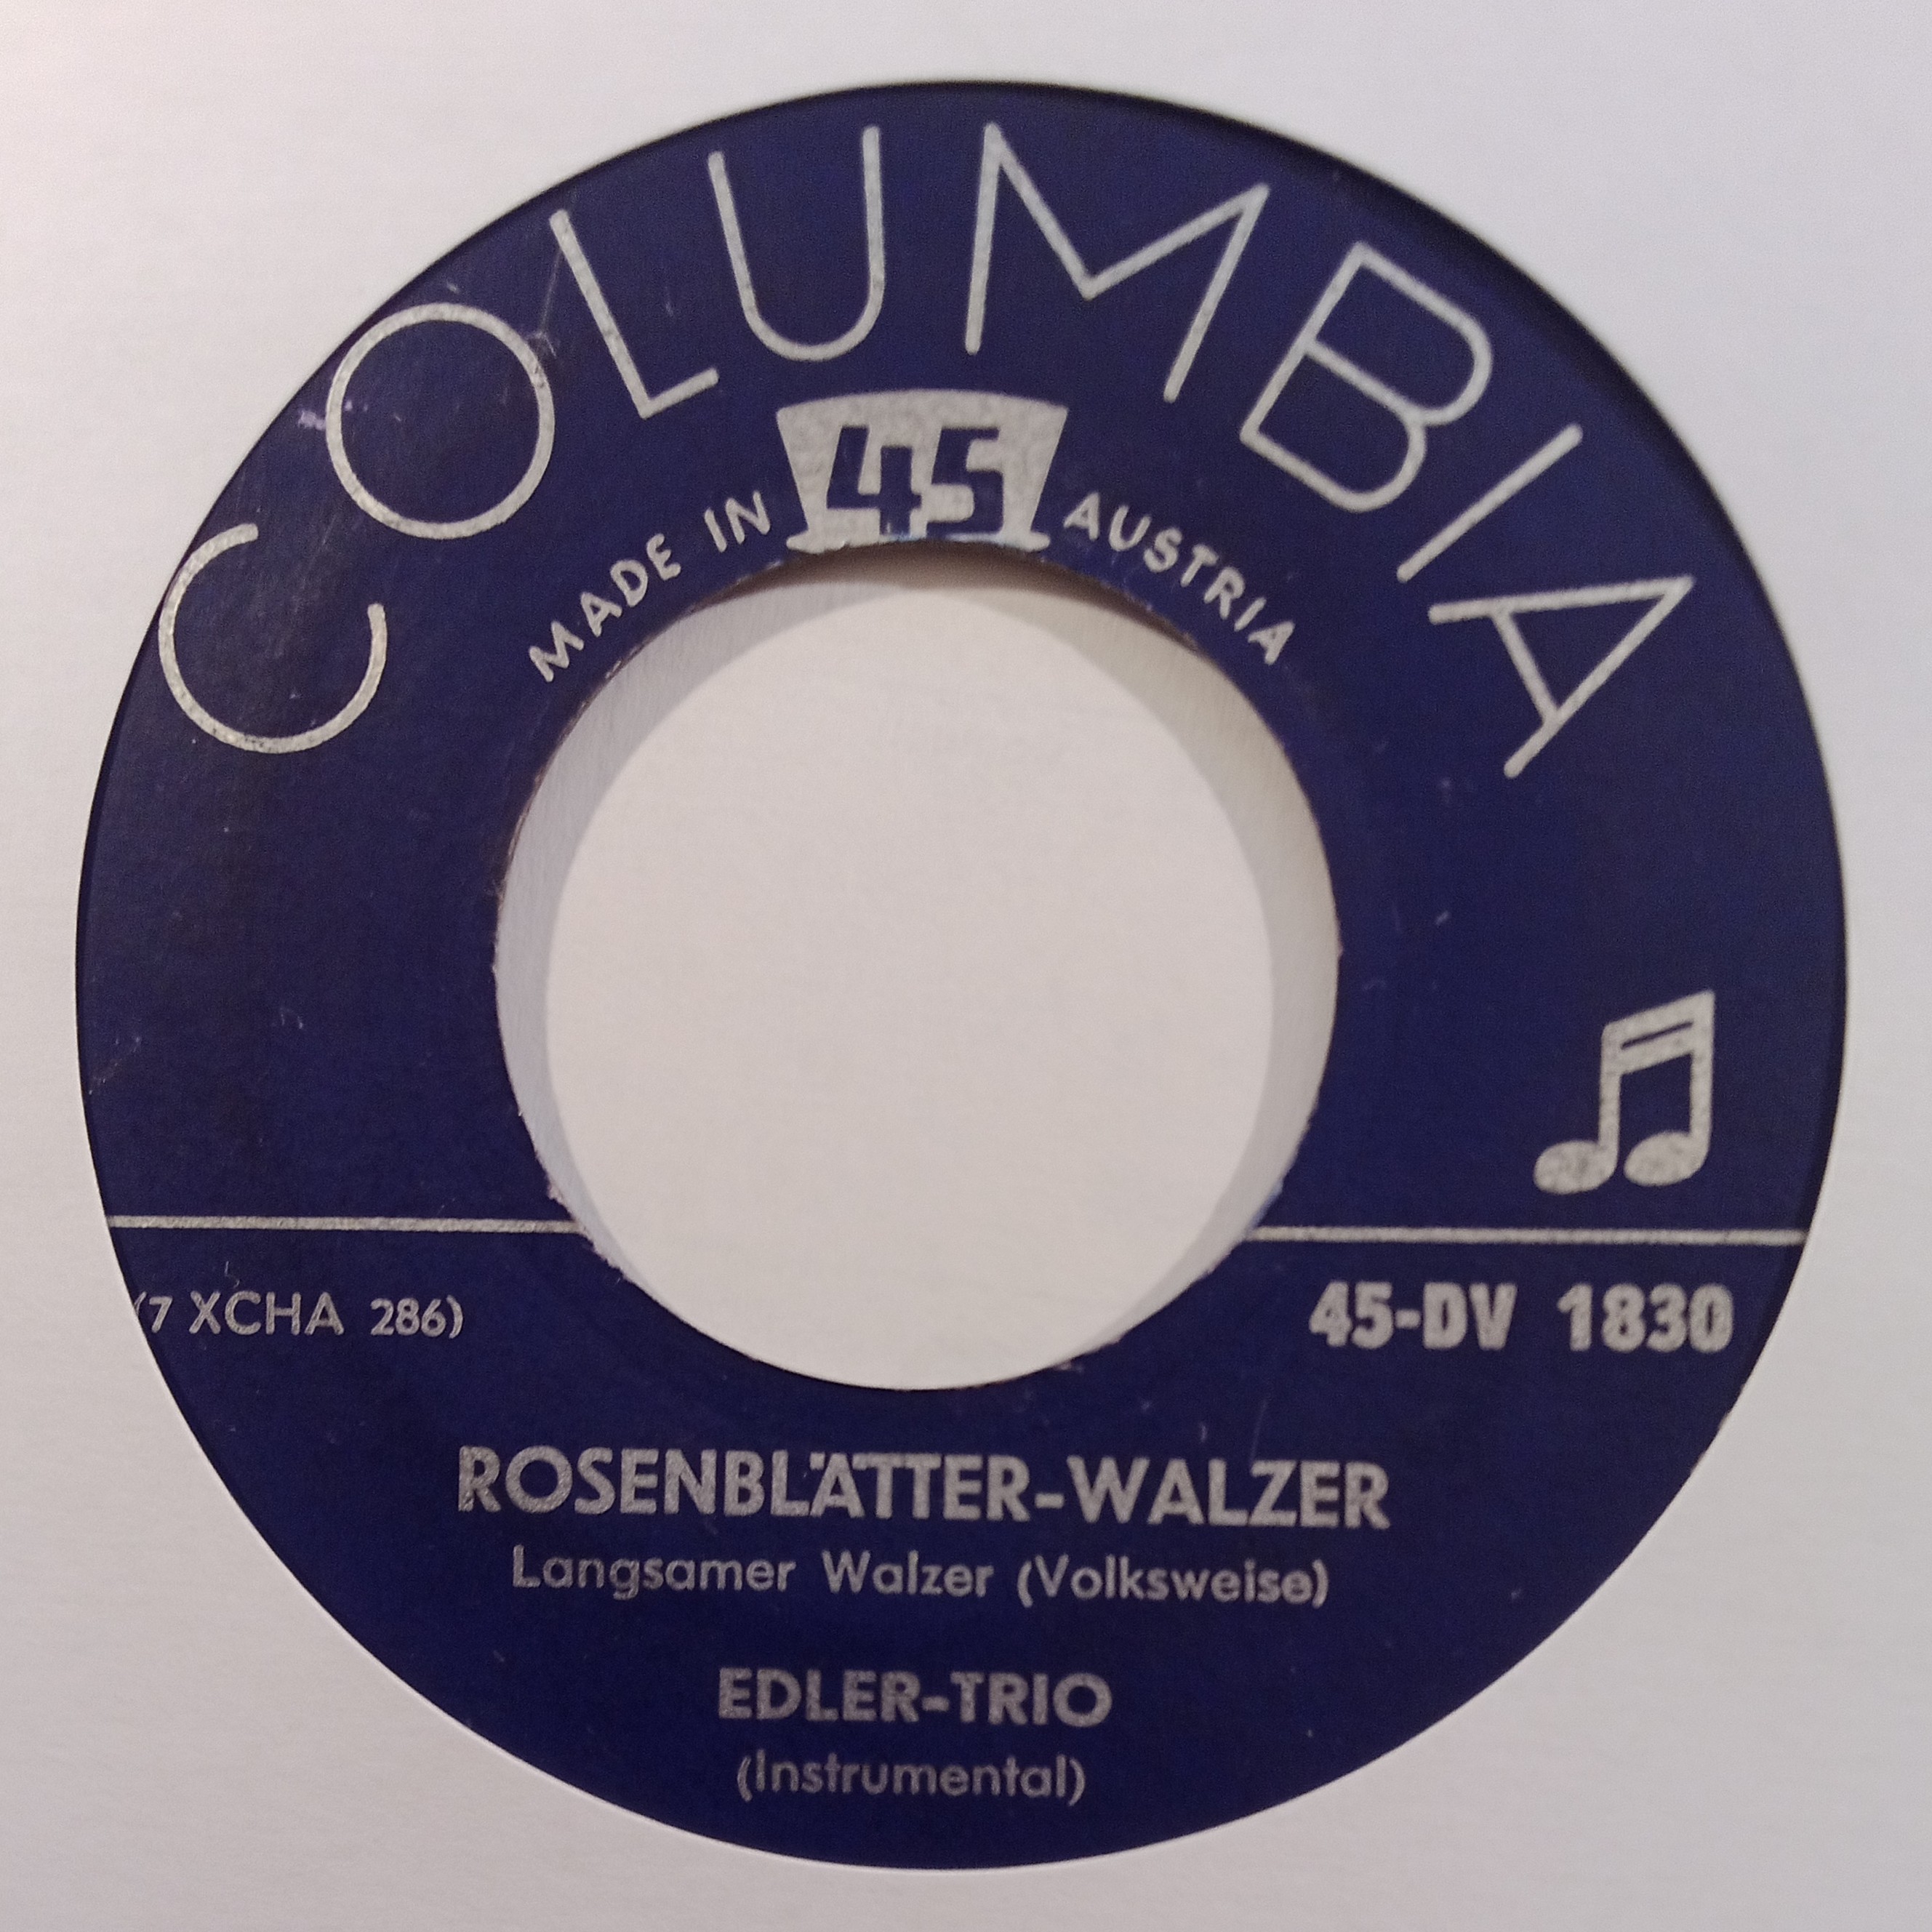 COLUMBIA
MADE IN 45 AUSTRIA
(7 XCHA 286)
45-DV 1830
ROSENBLÄTTER-WALZER
Langsamer Walzer (Volksweise)
EDLER-TRIO
(Instrumental)